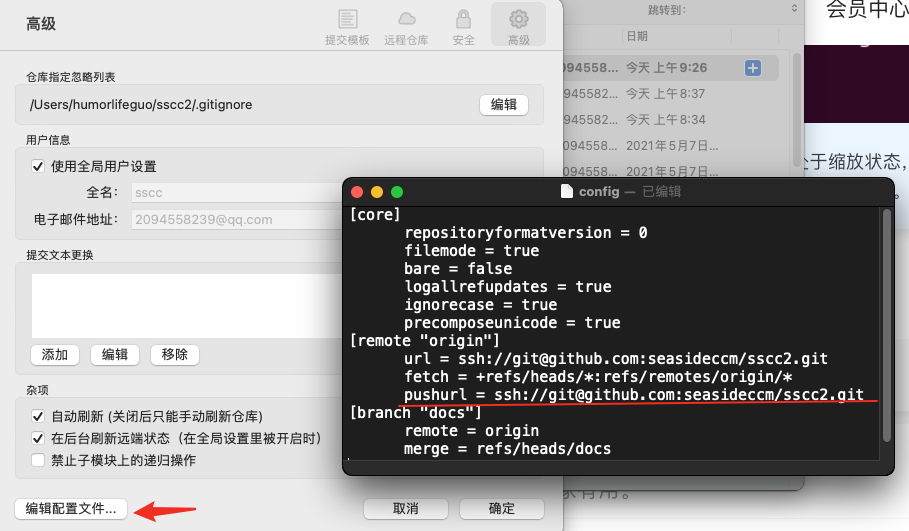 高级
提交模板
远程仓库
安全
高级
仓库指定忽略列表
/Users/humorlifeguo/sscc2/.gitignore
编辑
用户信息
使用全局用户设置
全名:
sscc
电子邮件地址:
2094558239@qq.com
提交文本更换
添加
编辑
移除
杂项
自动刷新 (关闭后只能手动刷新仓库)
在后台刷新远端状态（在全局设置里被开启时）
禁止子模块上的递归操作
编辑配置文件...
取消
确定
跳转到:
日期
094558... 今天 上午9:26
0945582... 今天 上午8:37
0945582... 今天 上午8:34
0945582... 2021年5月7日...
0945582... 2021年5月7日...
会员中心
处于缩放状态，
config — 已编辑
[core]
repositoryformatversion = 0
filemode = true
bare = false
logallrefupdates = true
ignorecase = true
precomposeunicode = true
[remote "origin"]
url = ssh://git@github.com:seasideccm/sscc2.git
fetch = +refs/heads/*:refs/remotes/origin/*
pushurl = ssh://git@github.com:seasideccm/sscc2.git
[branch "docs"]
remote = origin
merge = refs/heads/docs